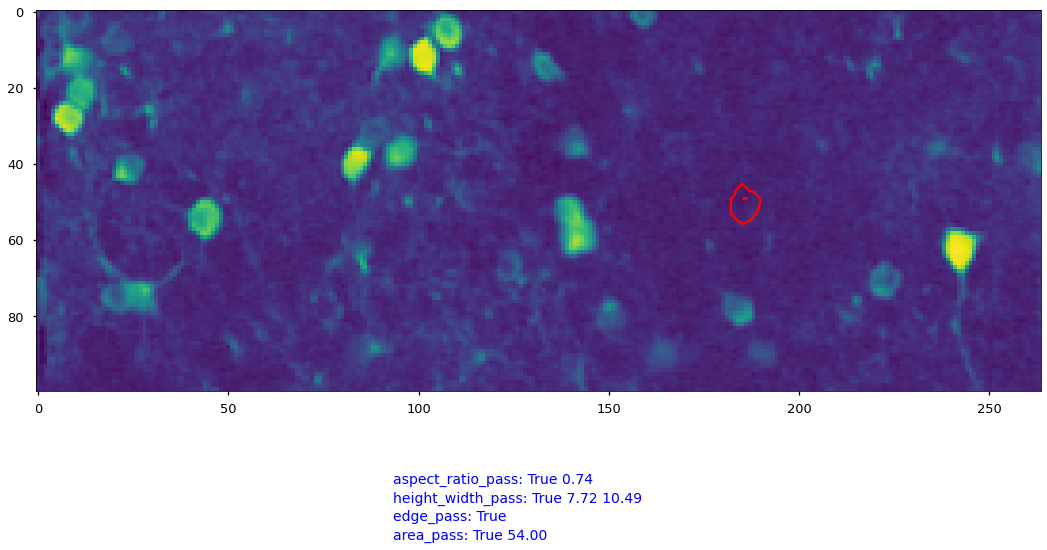 0
20
40
60
80
0 50 100 150 200 250
aspect_ratio_pass: True 0.74
height_width_pass: True 7.72 10.49
edge_pass: True
area_pass: True 54.00